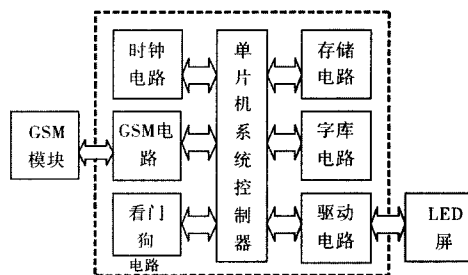 时钟
电路
单
片
机
系
统
控
制
器
存储
电路
GSM
模块
GSM电
路
字库
电路
看门
狗
电路
驱动
电路
LED
屏